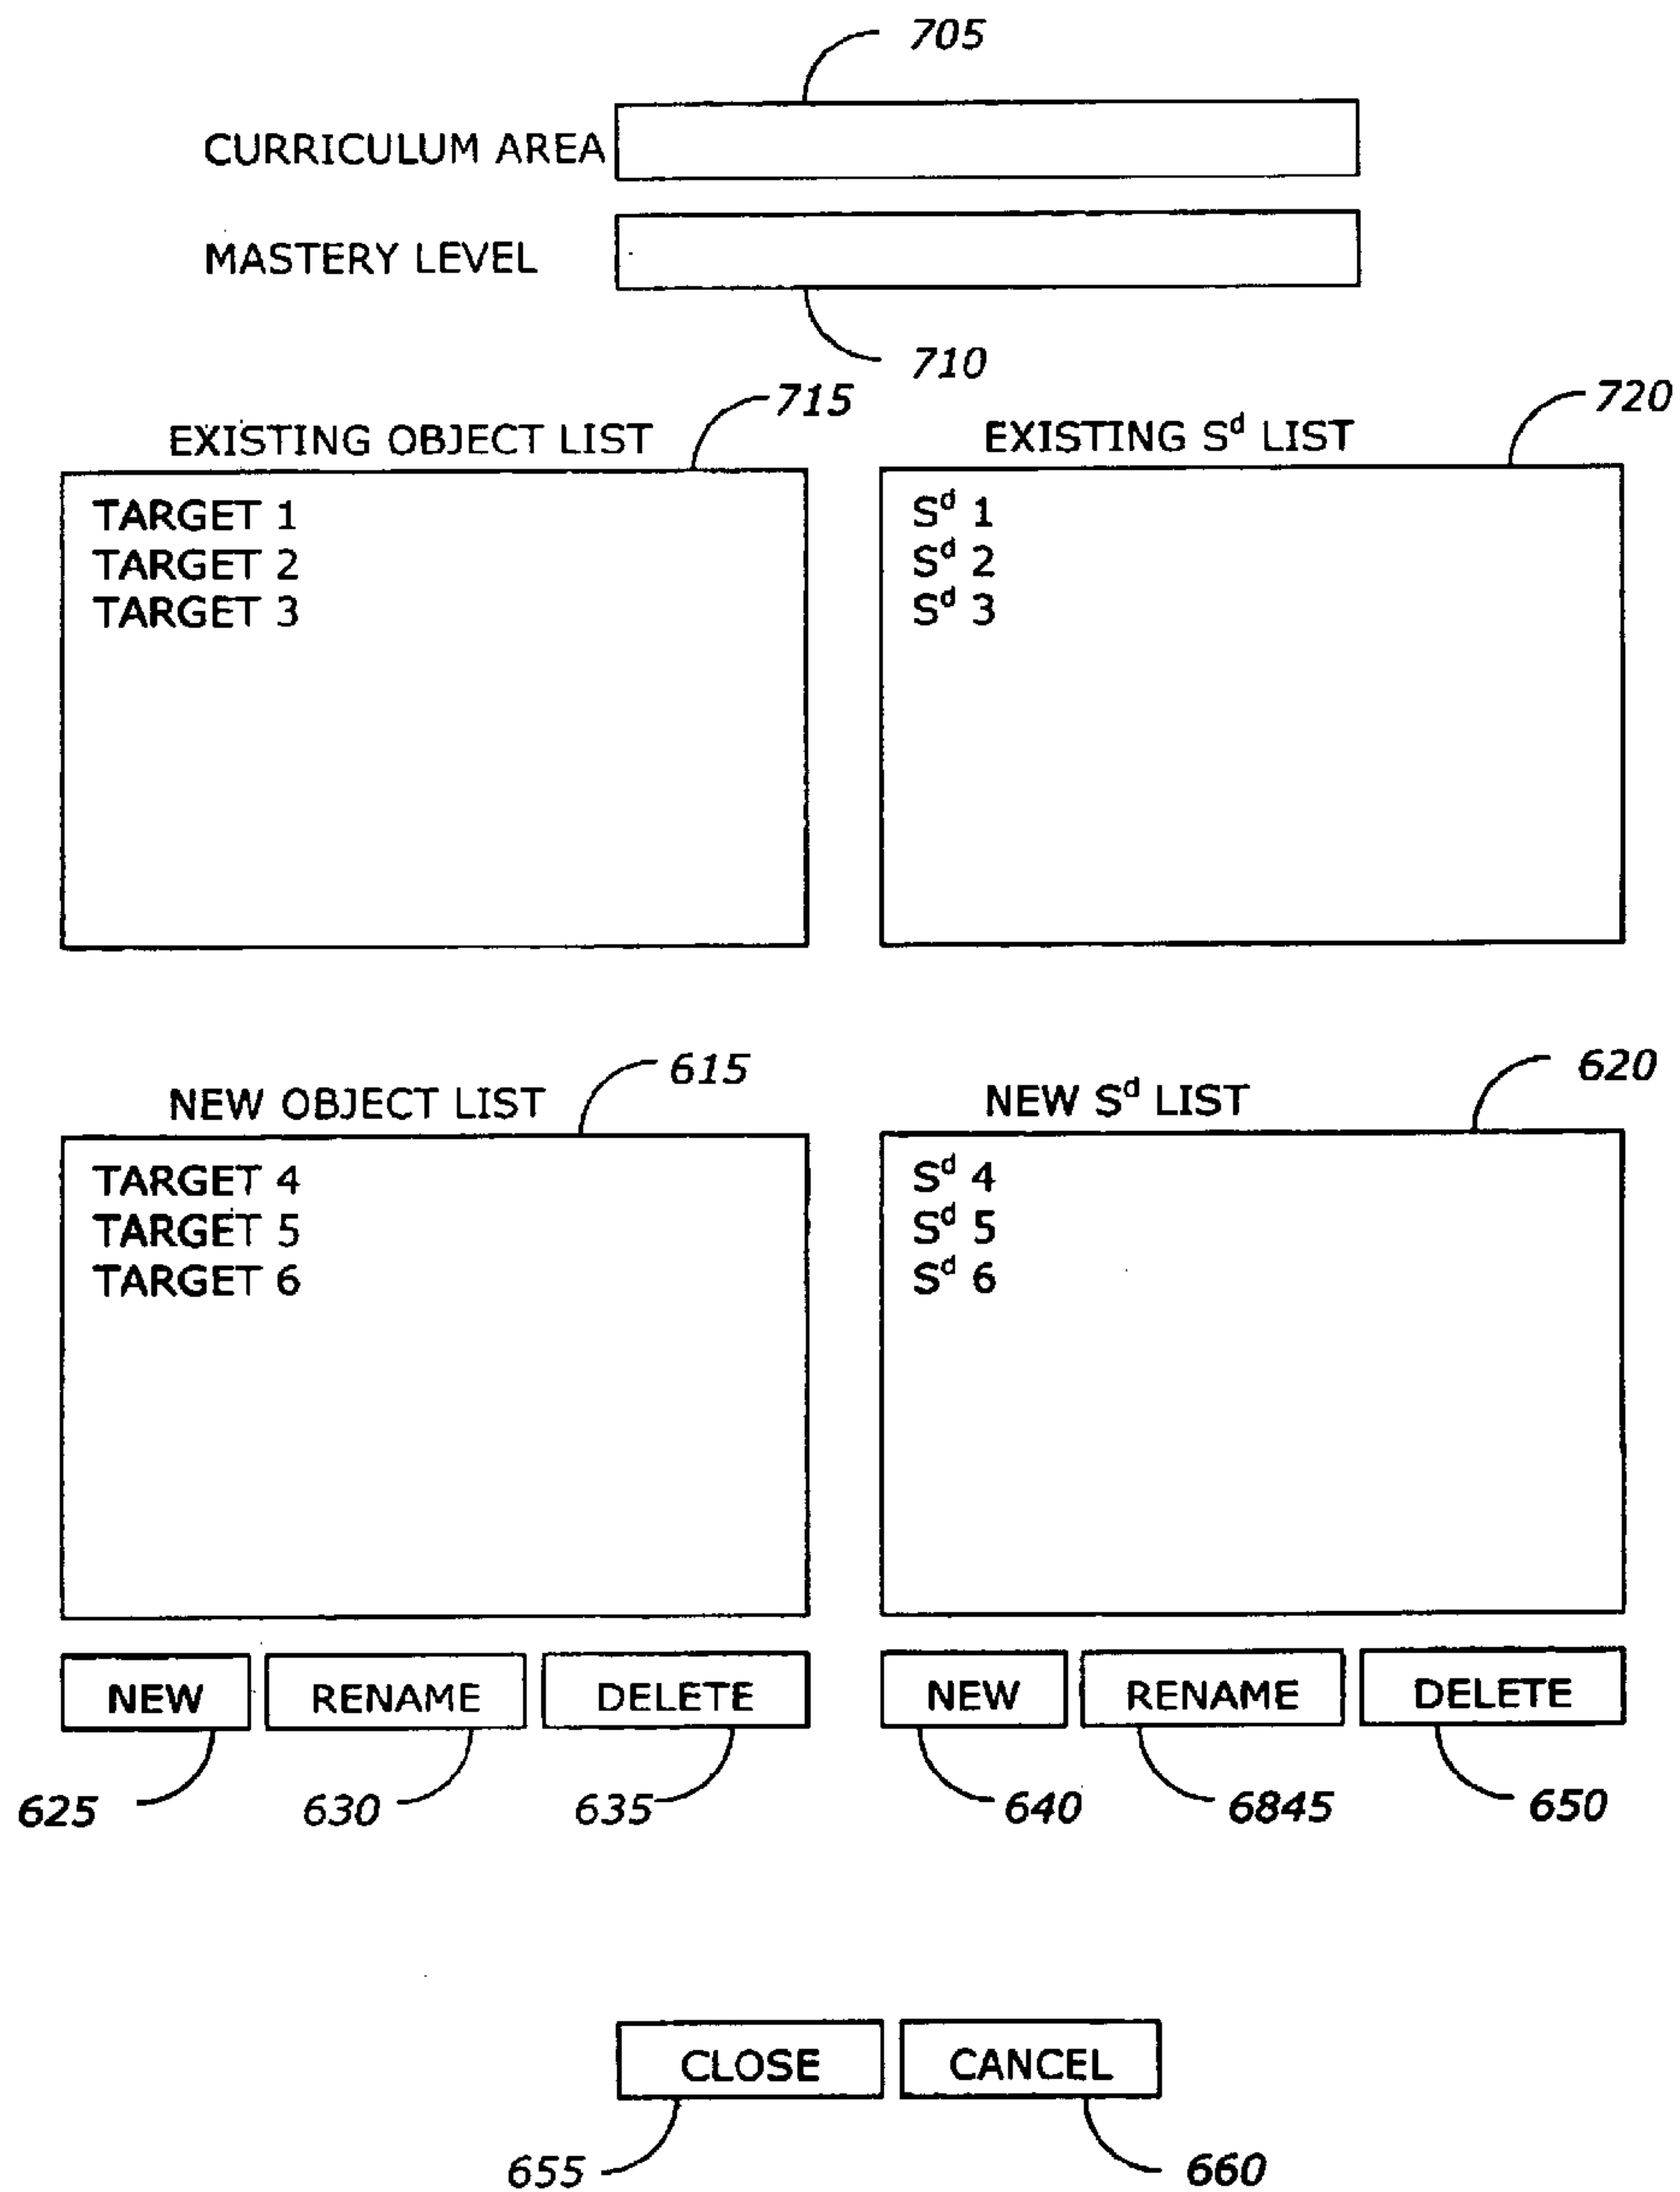 705
CURRICULUM AREA
MASTERY LEVEL
710
715
720
EXISTING OBJECT LIST
EXISTING Sᵈ LIST
TARGET 1
TARGET 2
TARGET 3
Sᵈ 1
Sᵈ 2
Sᵈ 3
615
620
NEW OBJECT LIST
NEW Sᵈ LIST
TARGET 4
TARGET 5
TARGET 6
Sᵈ 4
Sᵈ 5
Sᵈ 6
NEW
RENAME
DELETE
NEW
RENAME
DELETE
625
630
635
640
6845
650
CLOSE
CANCEL
655
660